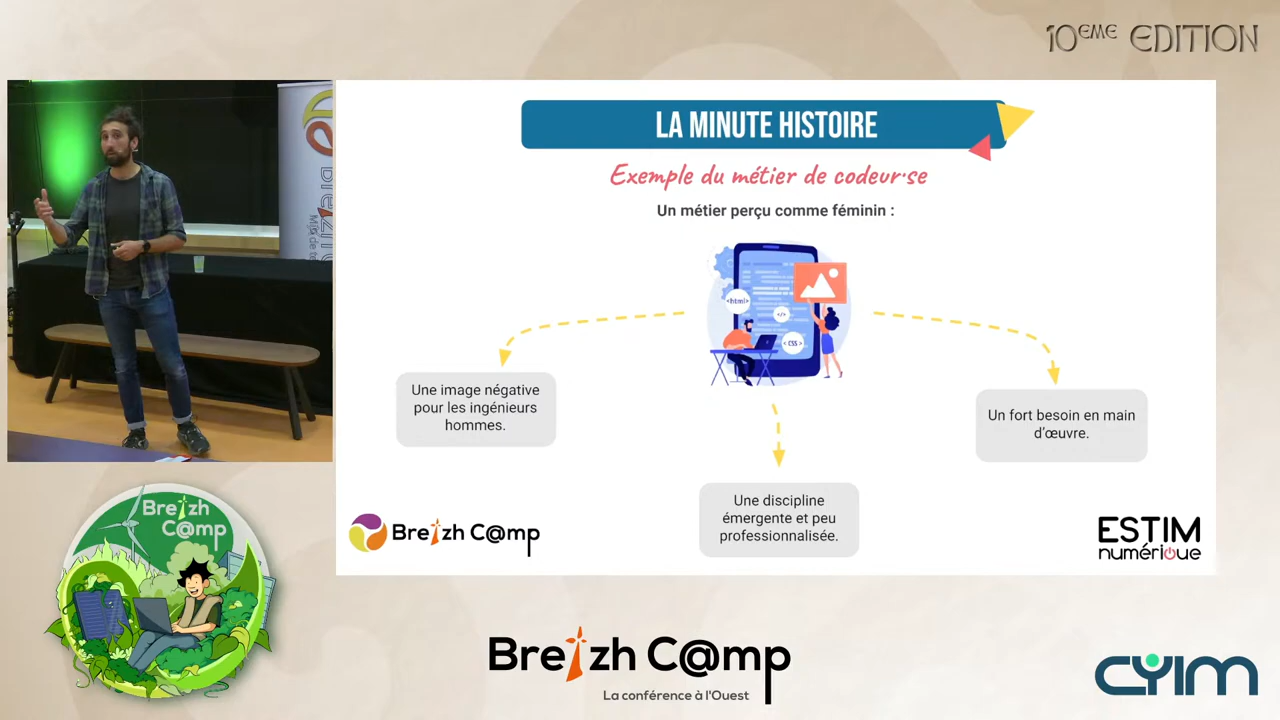 10EME EDITION
LA MINUTE HISTOIRE
Exemple du métier de codeur·se
Un métier perçu comme féminin :
<html>
</>
< CSS >
Une image négative
pour les ingénieurs
hommes.
Un fort besoin en main
d’œuvre.
Une discipline
émergente et peu
professionnalisée.
Breizh C@mp
ESTIM
numérique
Breizh
C@mp
Breizh C@mp
La conférence à l'Ouest
CYIM